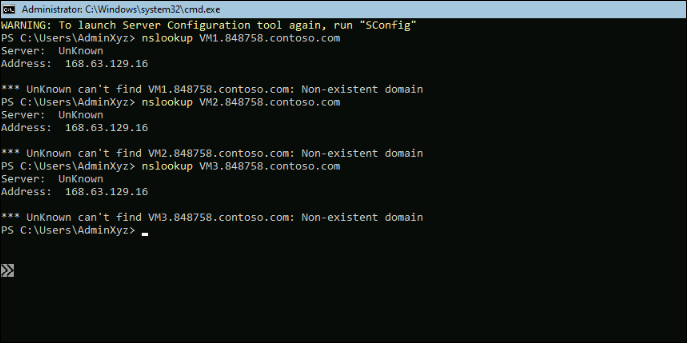 Administrator: C:\Windows\system32\cmd.exe
WARNING: To launch Server Configuration tool again, run "SConfig"
PS C:\Users\AdminXyz> nslookup VM1.848758.contoso.com
Server:  UnKnown
Address:  168.63.129.16
*** UnKnown can't find VM1.848758.contoso.com: Non-existent domain
PS C:\Users\AdminXyz> nslookup VM2.848758.contoso.com
Server:  UnKnown
Address:  168.63.129.16
*** UnKnown can't find VM2.848758.contoso.com: Non-existent domain
PS C:\Users\AdminXyz> nslookup VM3.848758.contoso.com
Server:  UnKnown
Address:  168.63.129.16
*** UnKnown can't find VM3.848758.contoso.com: Non-existent domain
PS C:\Users\AdminXyz>